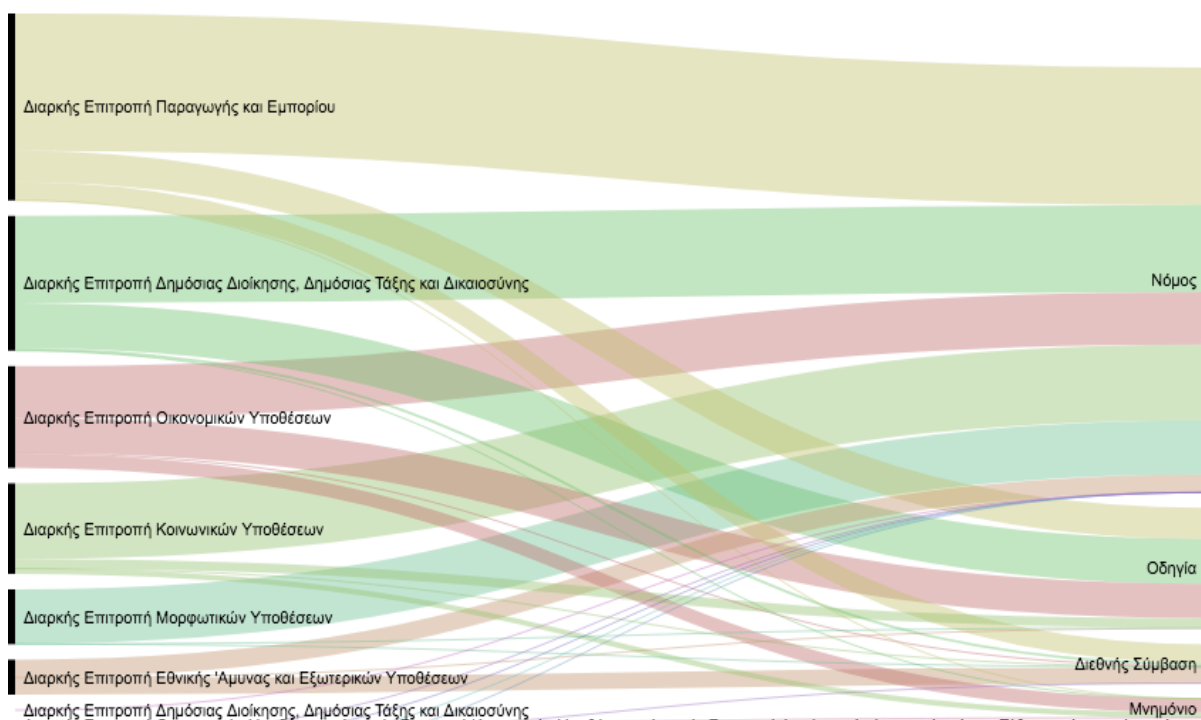 Διαρκής Επιτροπή Παραγωγής και Εμπορίου
Διαρκής Επιτροπή Δημόσιας Διοίκησης, Δημόσιας Τάξης και Δικαιοσύνης
Νόμος
Διαρκής Επιτροπή Οικονομικών Υποθέσεων
Διαρκής Επιτροπή Κοινωνικών Υποθέσεων
Οδηγία
Διαρκής Επιτροπή Μορφωτικών Υποθέσεων
Διεθνής Σύμβαση
Διαρκής Επιτροπή Εθνικής 'Αμυνας και Εξωτερικών Υποθέσεων
Διαρκής Επιτροπή Δημόσιας Διοίκησης, Δημόσιας Τάξης και Δικαιοσύνης
Μνημόνιο